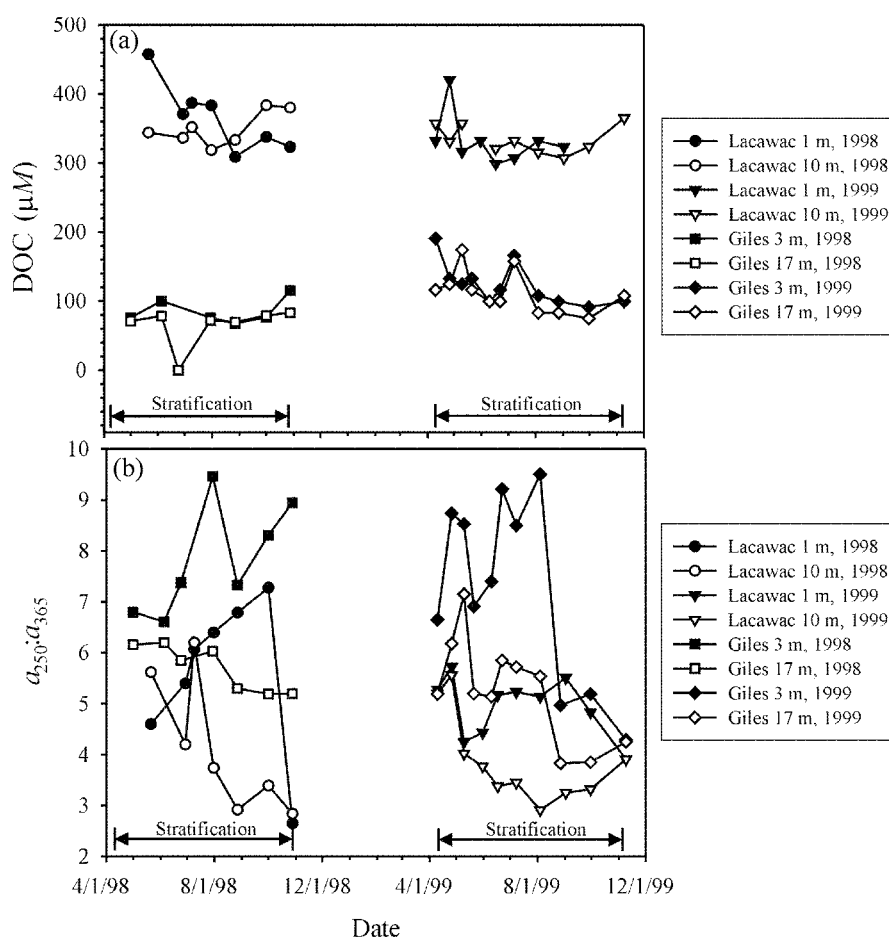 (a)
500
400
300
200
100
0
DOC (μM)
Stratification
Stratification
Lacawac 1 m, 1998
Lacawac 10 m, 1998
Lacawac 1 m, 1999
Lacawac 10 m, 1999
Giles 3 m, 1998
Giles 17 m, 1998
Giles 3 m, 1999
Giles 17 m, 1999
(b)
10
9
8
7
6
5
4
3
2
a250:a365
Stratification
Stratification
Lacawac 1 m, 1998
Lacawac 10 m, 1998
Lacawac 1 m, 1999
Lacawac 10 m, 1999
Giles 3 m, 1998
Giles 17 m, 1998
Giles 3 m, 1999
Giles 17 m, 1999
4/1/98 8/1/98 12/1/98 4/1/99 8/1/99 12/1/99
Date